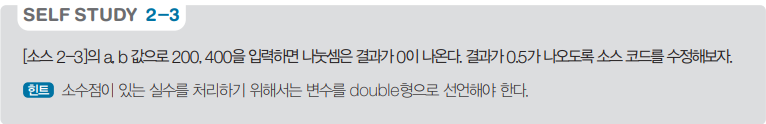 SELF STUDY 2-3
[소스 2-3]의 a, b 값으로 200, 400을 입력하면 나눗셈은 결과가 0이 나온다. 결과가 0.5가 나오도록 소스 코드를 수정해보자.
힌트 소수점이 있는 실수를 처리하기 위해서는 변수를 double형으로 선언해야 한다.